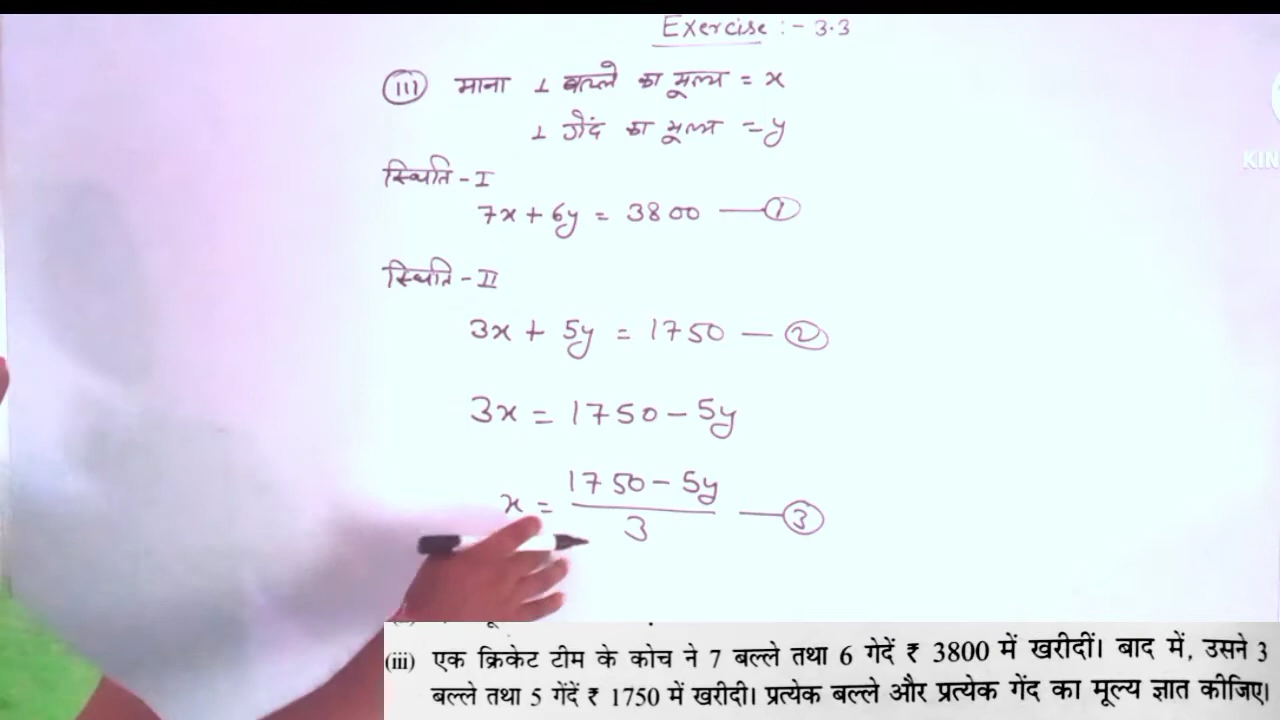 Exercise :- 3.3
(iii) माना 1 बल्ले का मूल्य = x
1 गेंद का मूल्य = y
स्थिति - I
7x + 6y = 3800 — ①
स्थिति - II
3x + 5y = 1750 — ②
3x = 1750 - 5y
x = (1750 - 5y)/3 — ③
KIN
(iii) एक क्रिकेट टीम के कोच ने 7 बल्ले तथा 6 गेदें ₹ 3800 में खरीदीं। बाद में, उसने 3
बल्ले तथा 5 गेंदें ₹ 1750 में खरीदी। प्रत्येक बल्ले और प्रत्येक गेंद का मूल्य ज्ञात कीजिए।